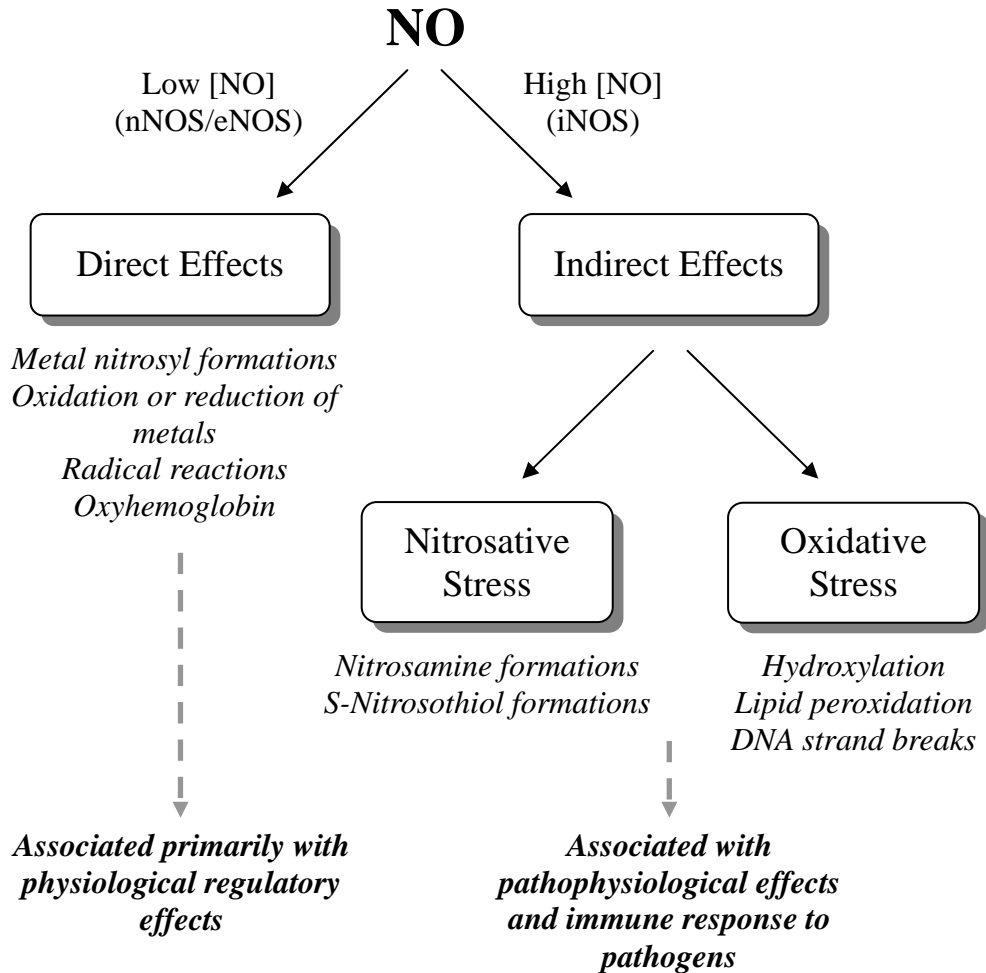 NO
Low [NO]
(nNOS/eNOS)
High [NO]
(iNOS)
Direct Effects
Indirect Effects
Metal nitrosyl formations
Oxidation or reduction of
metals
Radical reactions
Oxyhemoglobin
Nitrosative
Stress
Oxidative
Stress
Nitrosamine formations
S-Nitrosothiol formations
Hydroxylation
Lipid peroxidation
DNA strand breaks
Associated primarily with
physiological regulatory
effects
Associated with
pathophysiological effects
and immune response to
pathogens